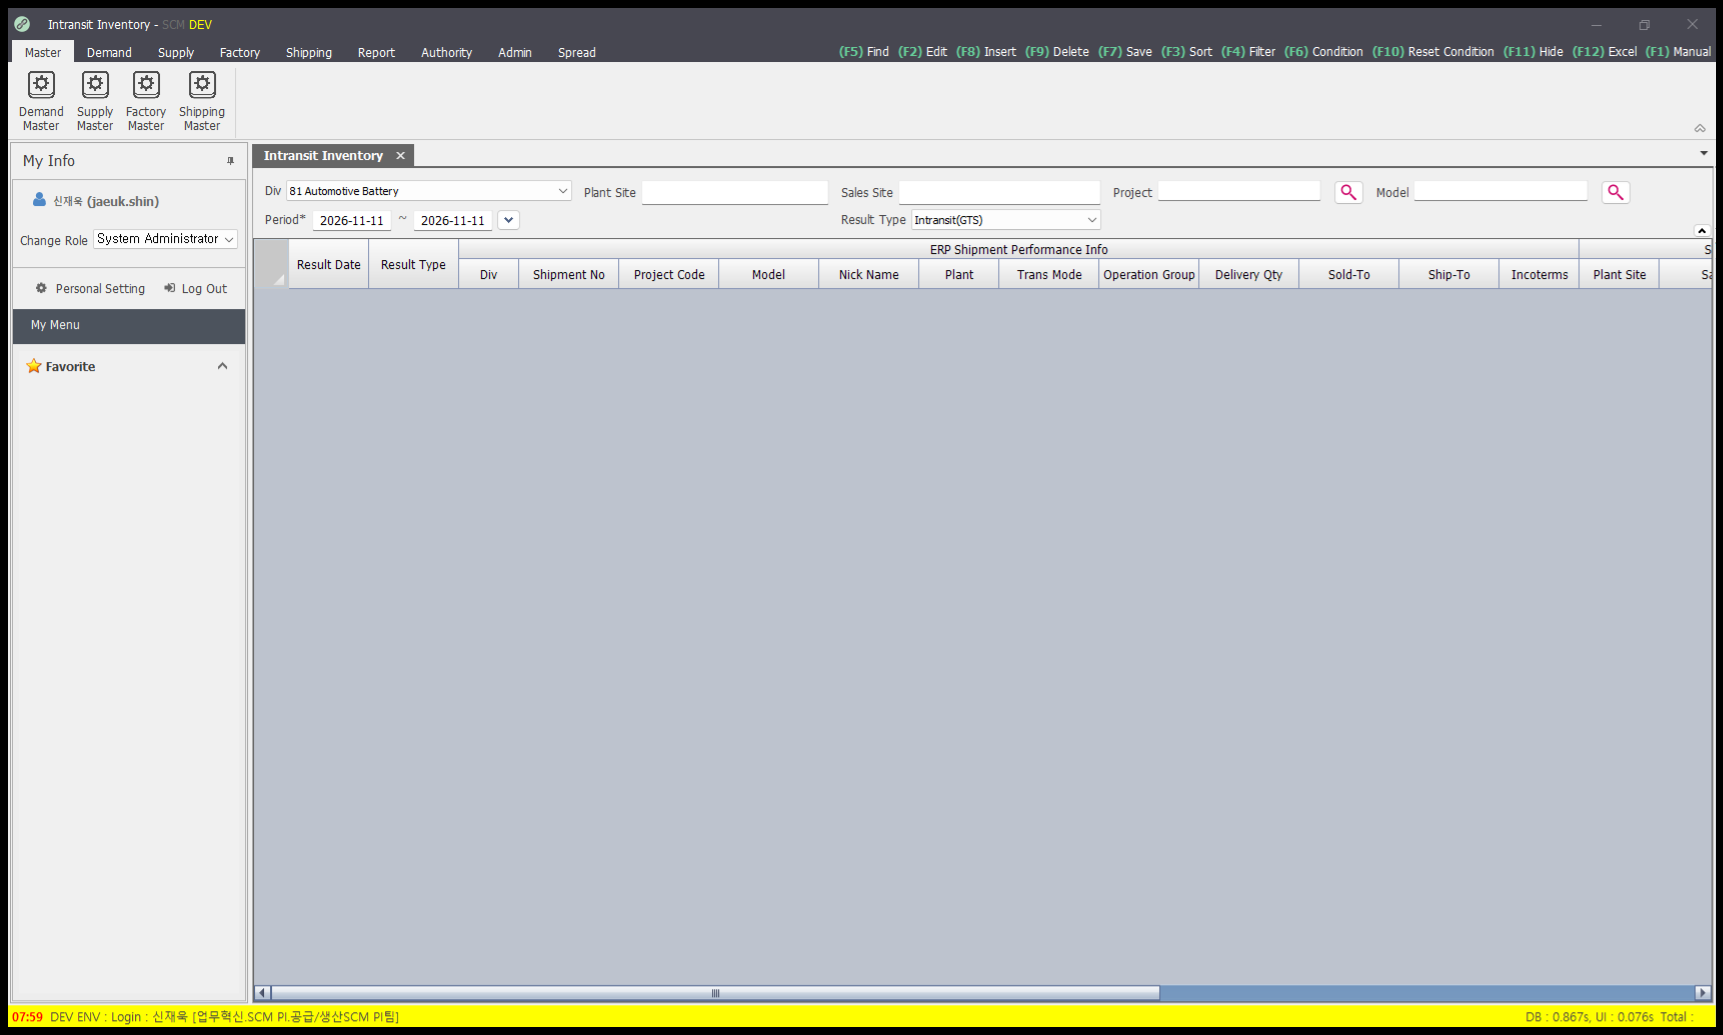 Intransit Inventory - SCM DEV
Master Demand Supply Factory Shipping Report Authority Admin Spread (F5) Find (F2) Edit (F8) Insert (F9) Delete (F7) Save (F3) Sort (F4) Filter (F6) Condition (F10) Reset Condition (F11) Hide (F12) Excel (F1) Manual
Demand Master
Supply Master
Factory Master
Shipping Master
My Info
신재욱 (jaeuk.shin)
Change Role System Administrator
Personal Setting Log Out
My Menu
Favorite
Intransit Inventory
Div 81 Automotive Battery Plant Site Sales Site Project Model
Period* 2026-11-11 ~ 2026-11-11 Result Type Intransit(GTS)
ERP Shipment Performance Info S
Result Date Result Type Div Shipment No Project Code Model Nick Name Plant Trans Mode Operation Group Delivery Qty Sold-To Ship-To Incoterms Plant Site Sa
07:59 DEV ENV : Login : 신재욱 [업무혁신.SCM PI.공급/생산SCM PI팀] DB : 0.867s, UI : 0.076s Total :